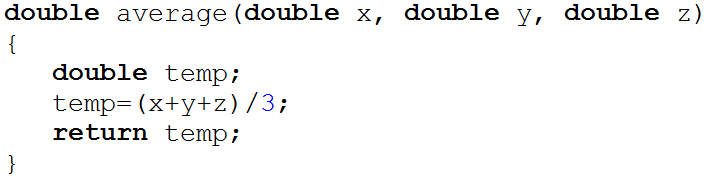 double average(double x, double y, double z)
{
double temp;
temp=(x+y+z)/3;
return temp;
}